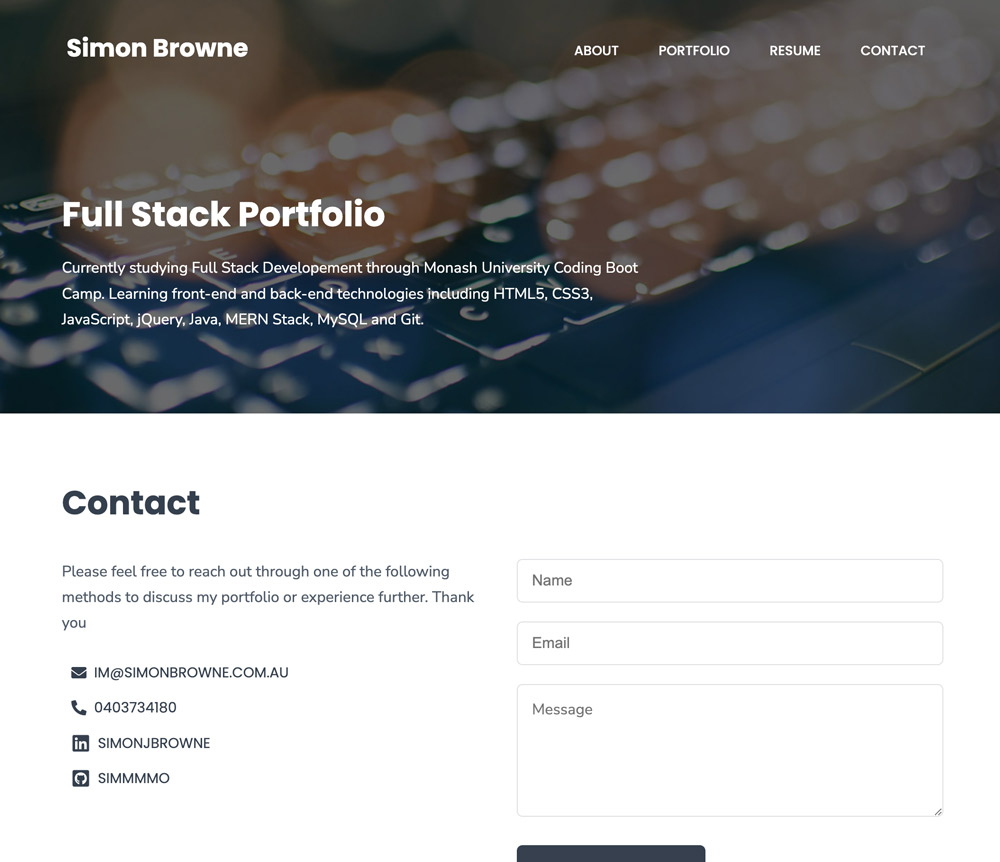 Simon Browne
ABOUT PORTFOLIO RESUME CONTACT
Full Stack Portfolio
Currently studying Full Stack Developement through Monash University Coding Boot
Camp. Learning front-end and back-end technologies including HTML5, CSS3,
JavaScript, jQuery, Java, MERN Stack, MySQL and Git.
Contact
Please feel free to reach out through one of the following
methods to discuss my portfolio or experience further. Thank
you
IM@SIMONBROWNE.COM.AU
0403734180
SIMONJBROWNE
SIMMMMO
Name
Email
Message